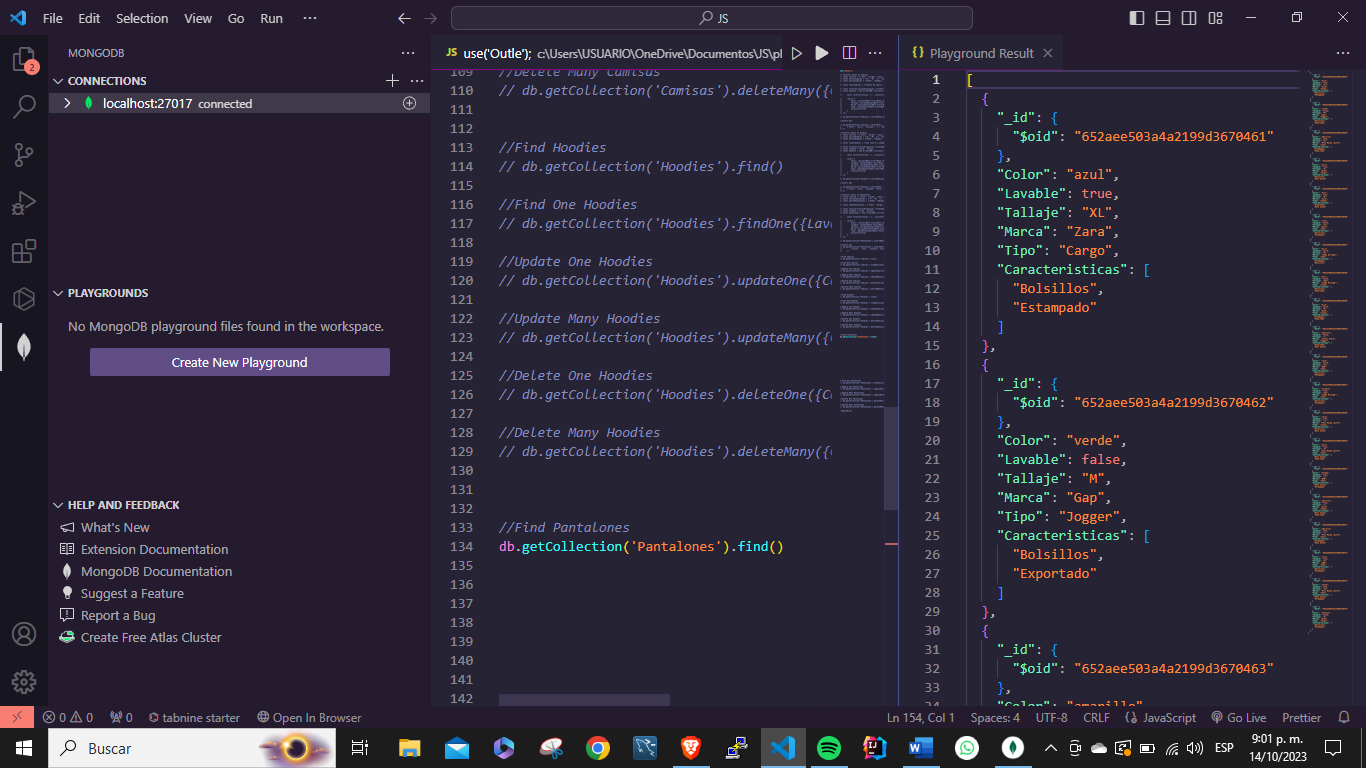 File Edit Selection View Go Run ··· JS
MONGODB
CONNECTIONS
localhost:27017 connected
PLAYGROUNDS
No MongoDB playground files found in the workspace.
Create New Playground
HELP AND FEEDBACK
What's New
Extension Documentation
MongoDB Documentation
Suggest a Feature
Report a Bug
Create Free Atlas Cluster
2
JS use('Outle'); c:\Users\USUARIO\OneDrive\Documentos\JS\pl
109 //Delete Many Camisas
110 // db.getCollection('Camisas').deleteMany({
111
112
113 //Find Hoodies
114 // db.getCollection('Hoodies').find()
115
116 //Find One Hoodies
117 // db.getCollection('Hoodies').findOne({Lav
118
119 //Update One Hoodies
120 // db.getCollection('Hoodies').updateOne({C
121
122 //Update Many Hoodies
123 // db.getCollection('Hoodies').updateMany({
124
125 //Delete One Hoodies
126 // db.getCollection('Hoodies').deleteOne({C
127
128 //Delete Many Hoodies
129 // db.getCollection('Hoodies').deleteMany({
130
131
132
133 //Find Pantalones
134 db.getCollection('Pantalones').find()
135
136
137
138
139
140
141
142
{} Playground Result
1 [
2 {
3 "_id": {
4 "$oid": "652aee503a4a2199d3670461"
5 },
6 "Color": "azul",
7 "Lavable": true,
8 "Tallaje": "XL",
9 "Marca": "Zara",
10 "Tipo": "Cargo",
11 "Caracteristicas": [
12 "Bolsillos",
13 "Estampado"
14 ]
15 },
16 {
17 "_id": {
18 "$oid": "652aee503a4a2199d3670462"
19 },
20 "Color": "verde",
21 "Lavable": false,
22 "Tallaje": "M",
23 "Marca": "Gap",
24 "Tipo": "Jogger",
25 "Caracteristicas": [
26 "Bolsillos",
27 "Exportado"
28 ]
29 },
30 {
31 "_id": {
32 "$oid": "652aee503a4a2199d3670463"
33 },
34 "Color": "amarillo"
0 0 0 tabnine starter Open In Browser Ln 154, Col 1 Spaces: 4 UTF-8 CRLF {} JavaScript Go Live Prettier
Buscar ESP 9:01 p. m.
14/10/2023